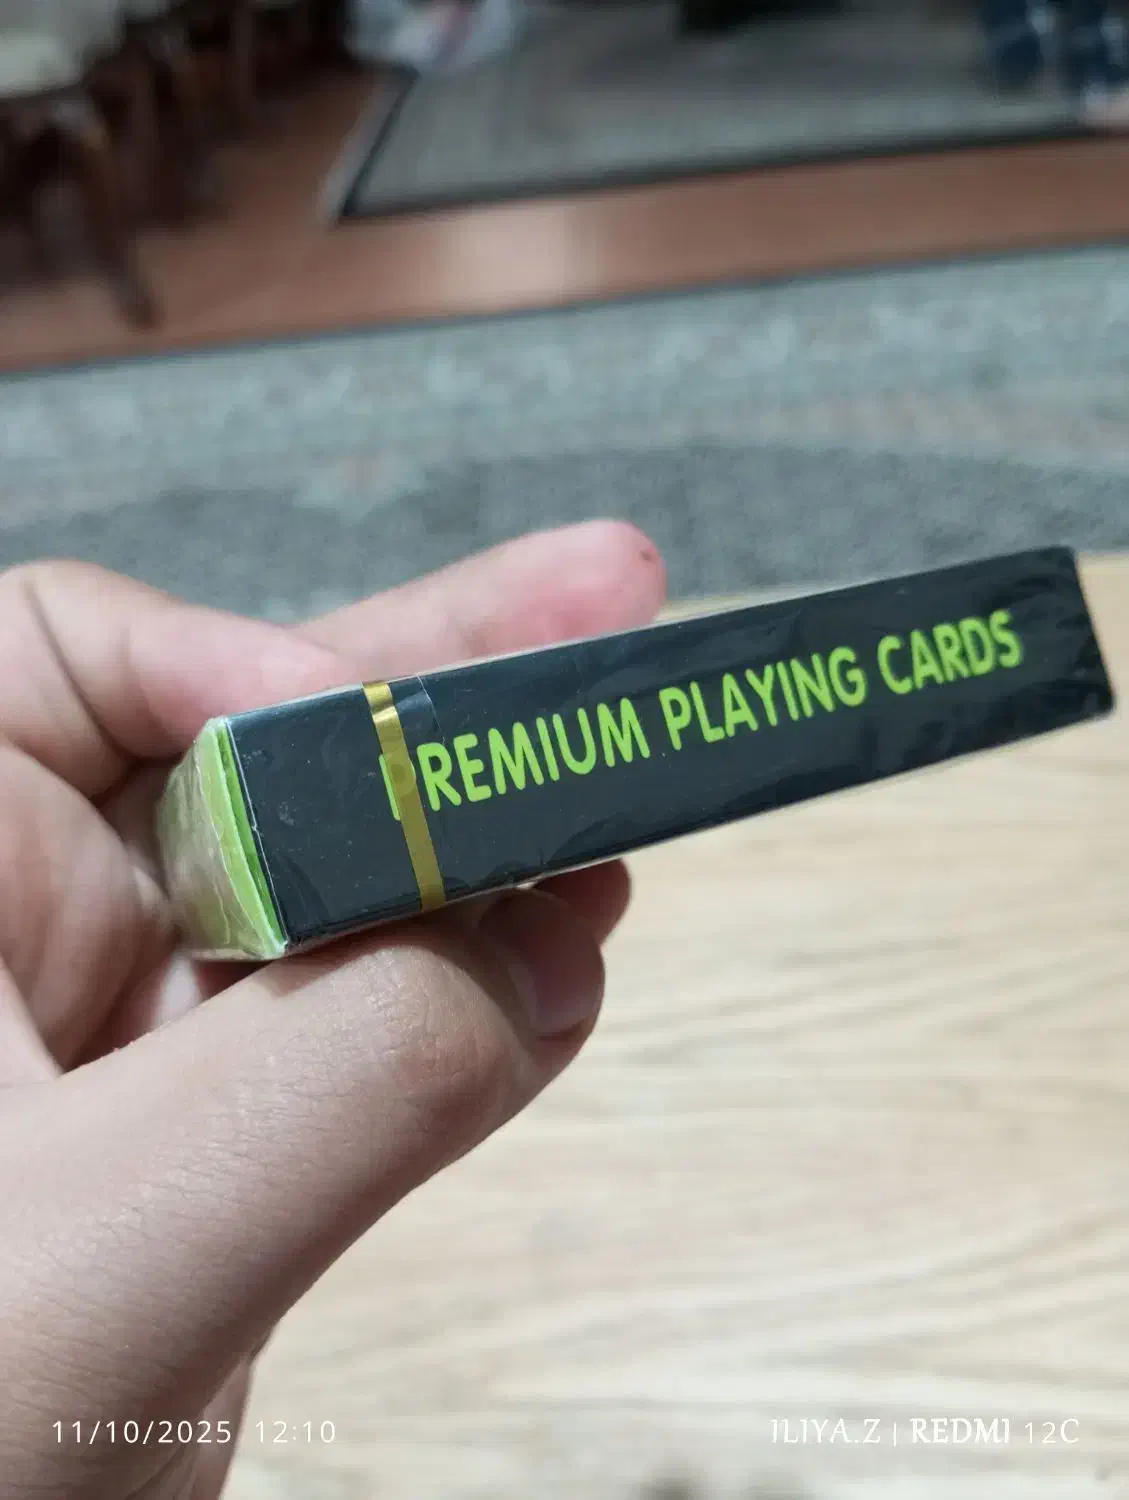 PREMIUM PLAYING CARDS
11/10/2025 12:10
ILIYA.Z | REDMI 12C